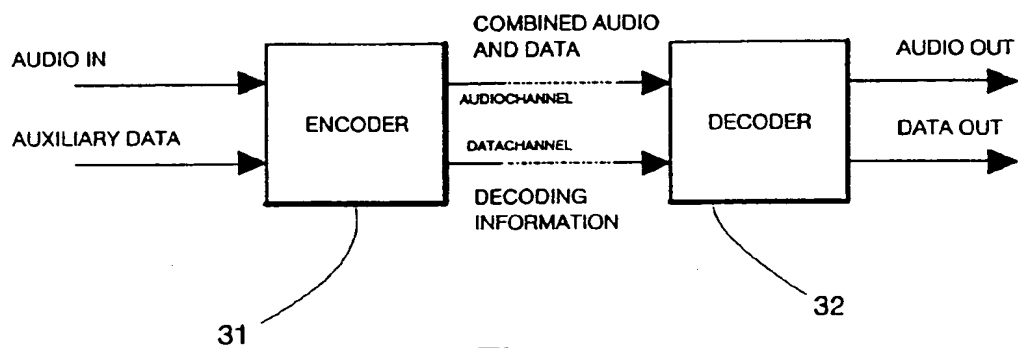 COMBINED AUDIO
AND DATA
AUDIO IN
AUDIO OUT
AUDIOCHANNEL
ENCODER
DECODER
AUXILIARY DATA
DATA OUT
DATACHANNEL
DECODING
INFORMATION
31
32